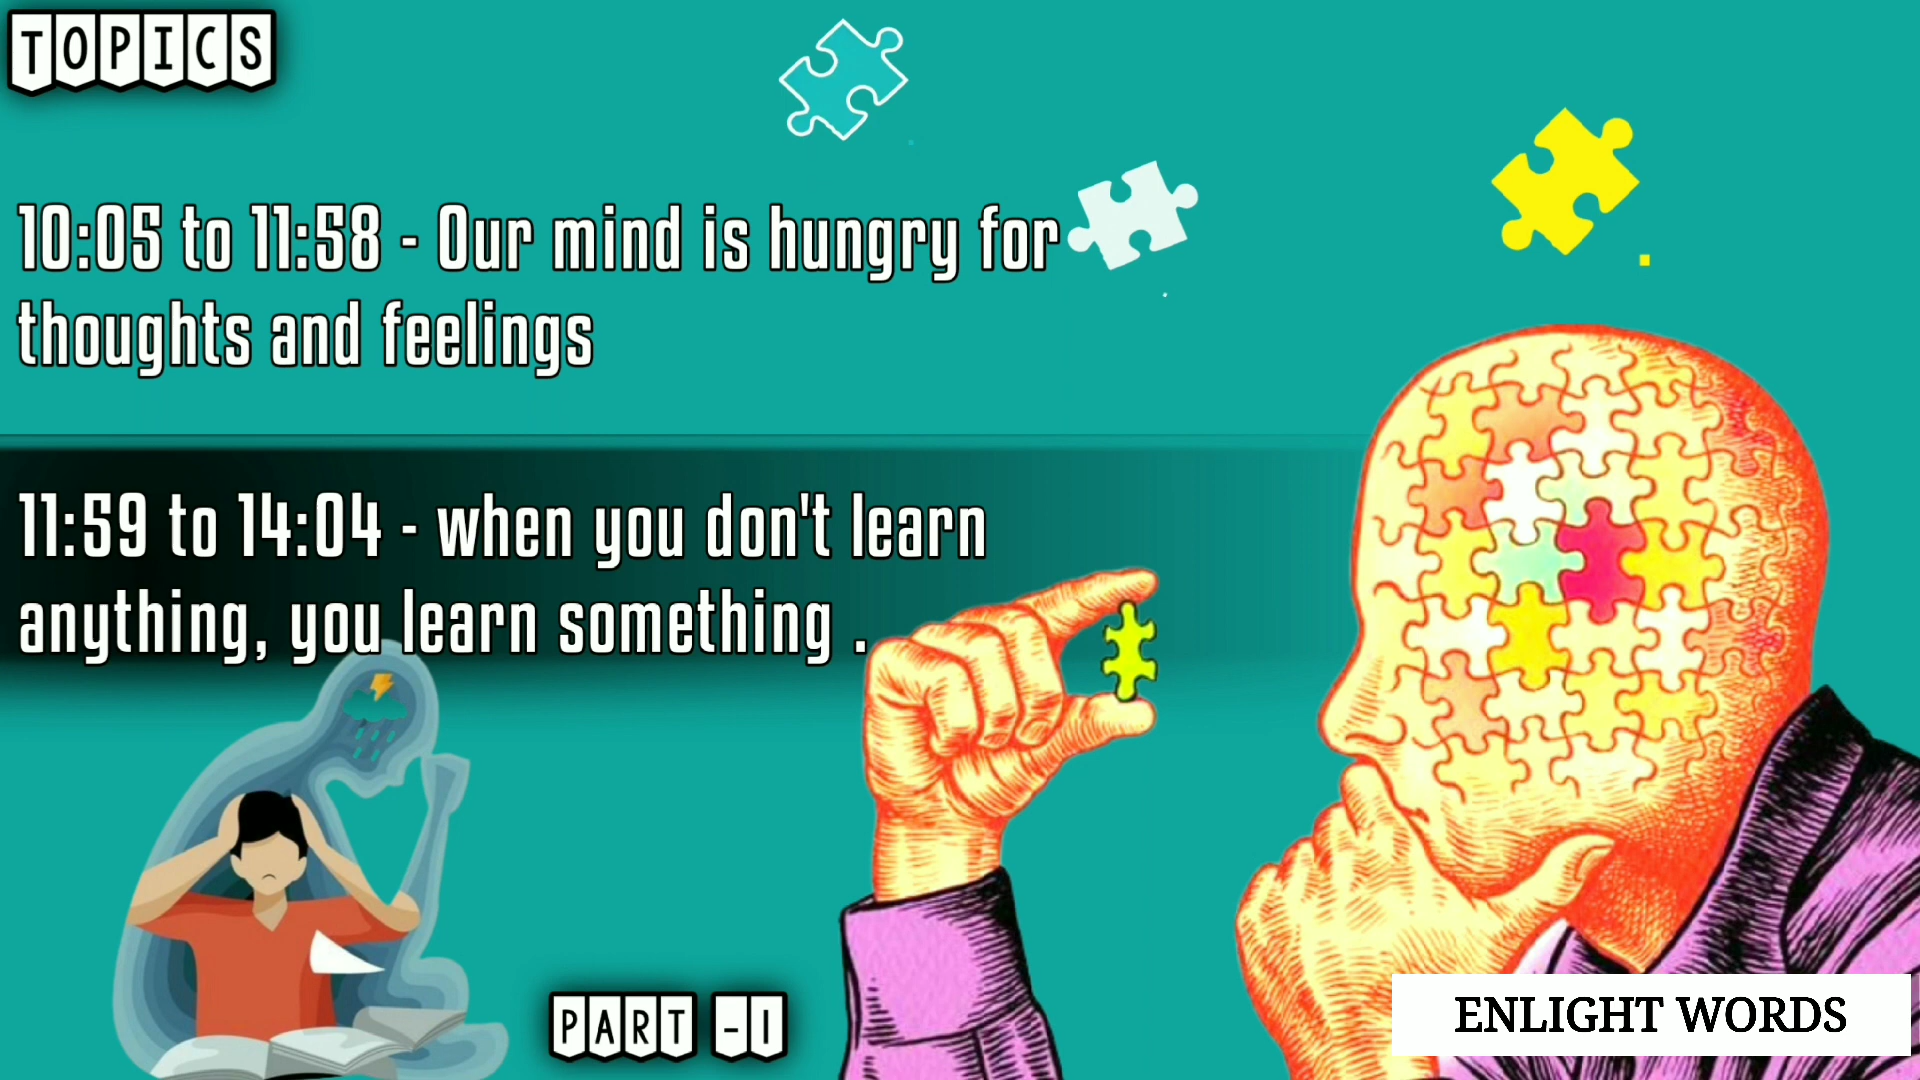 TOPICS
10:05 to 11:58 - Our mind is hungry for
thoughts and feelings
11:59 to 14:04 - when you don't learn
anything, you learn something .
PART -1
ENLIGHT WORDS